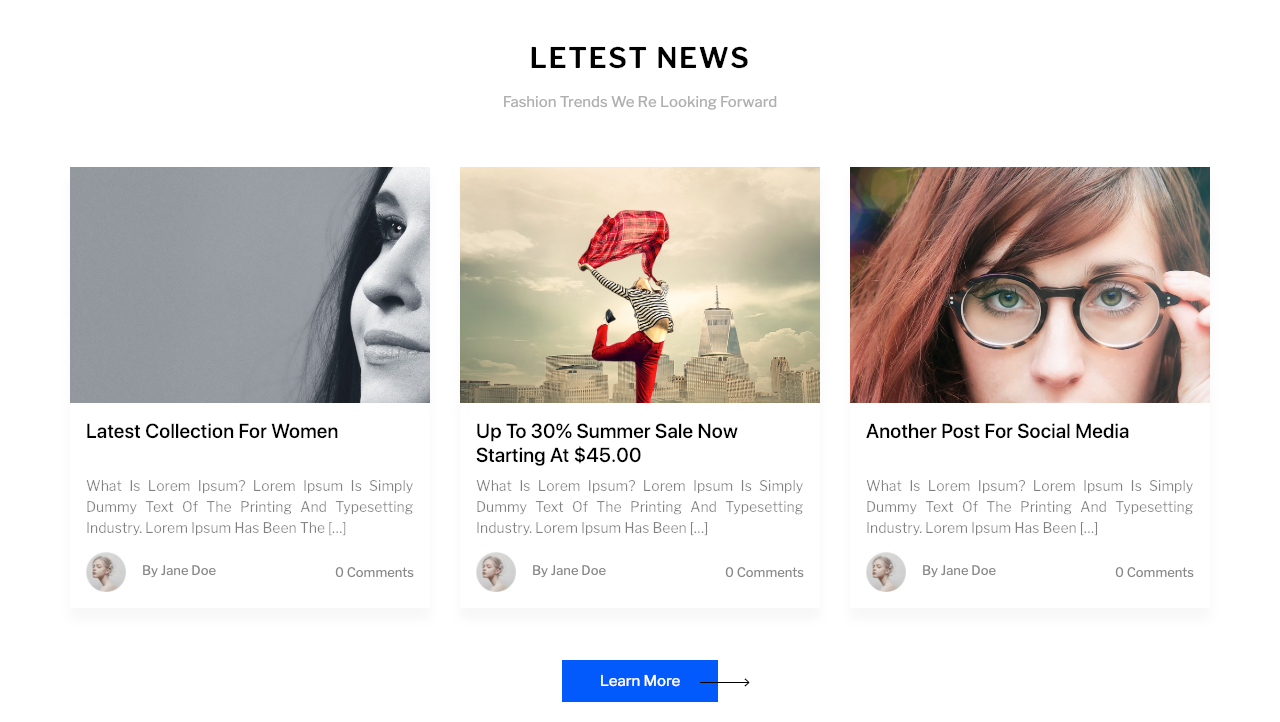 LETEST NEWS
Fashion Trends We Re Looking Forward
Latest Collection For Women
What Is Lorem Ipsum? Lorem Ipsum Is Simply
Dummy Text Of The Printing And Typesetting
Industry. Lorem Ipsum Has Been The [...]
By Jane Doe
0 Comments
Up To 30% Summer Sale Now
Starting At $45.00
What Is Lorem Ipsum? Lorem Ipsum Is Simply
Dummy Text Of The Printing And Typesetting
Industry. Lorem Ipsum Has Been [...]
By Jane Doe
0 Comments
Another Post For Social Media
What Is Lorem Ipsum? Lorem Ipsum Is Simply
Dummy Text Of The Printing And Typesetting
Industry. Lorem Ipsum Has Been [...]
By Jane Doe
0 Comments
Learn More